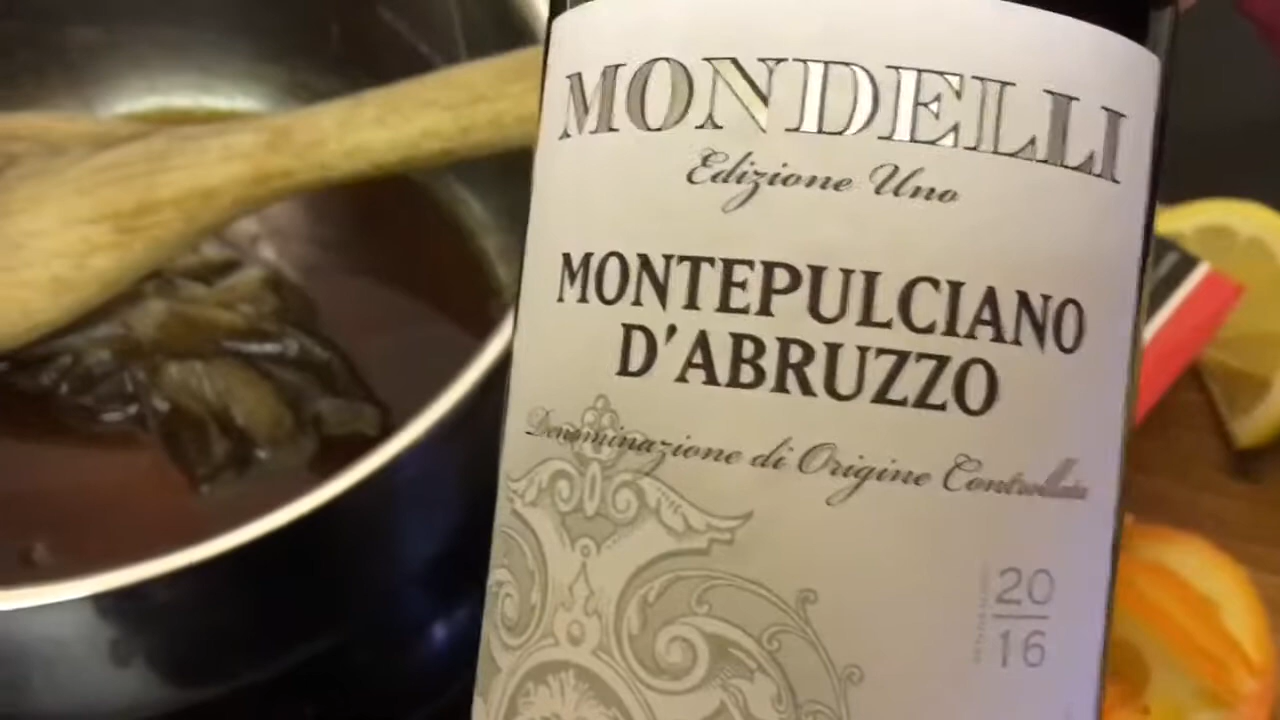 MONDELLI
Edizione Uno
MONTEPULCIANO
D'ABRUZZO
Denominazione di Origine Controllata
20
16